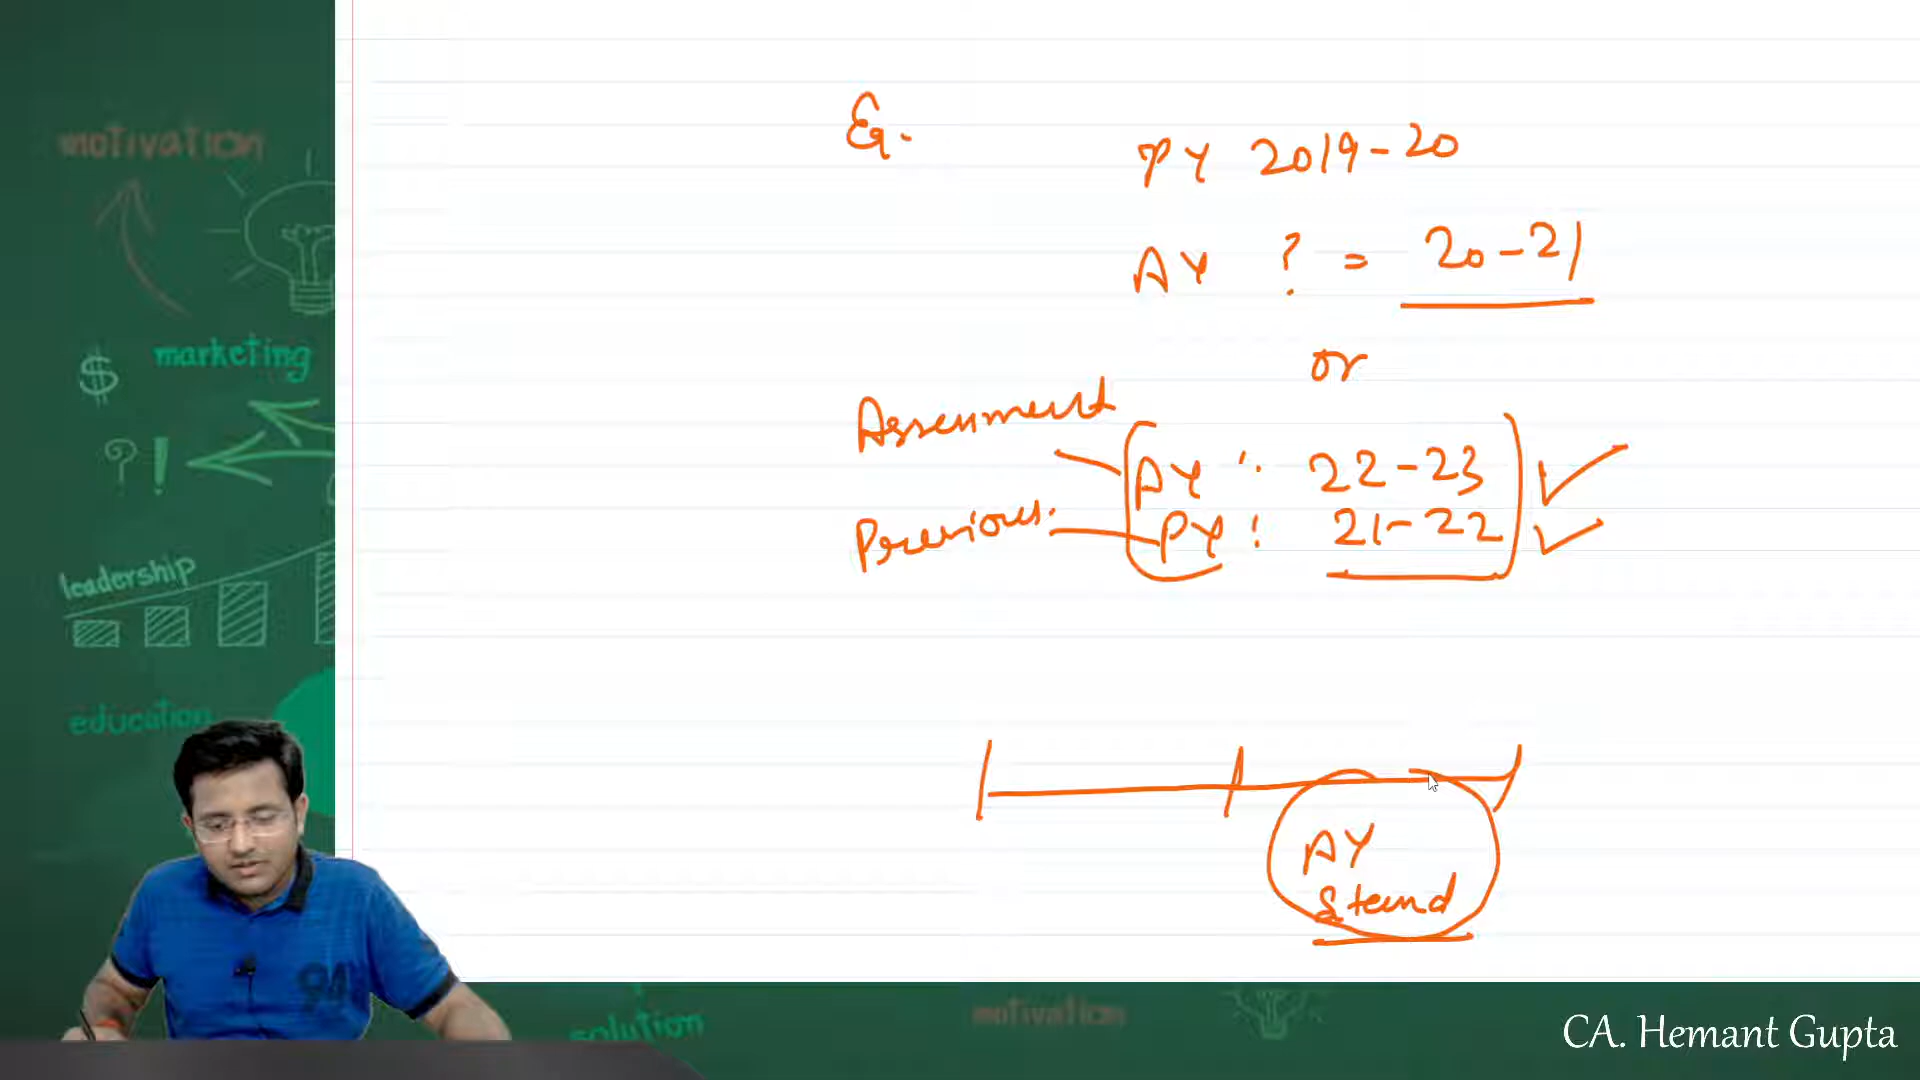 Eg.
PY 2019-20
AY ? = 20-21
or
Assessment
AY : 22-23
Previous.
PY : 21-22
AY
Stand
motivation
$ marketing
? !
leadership
education
solution
motivation
CA. Hemant Gupta